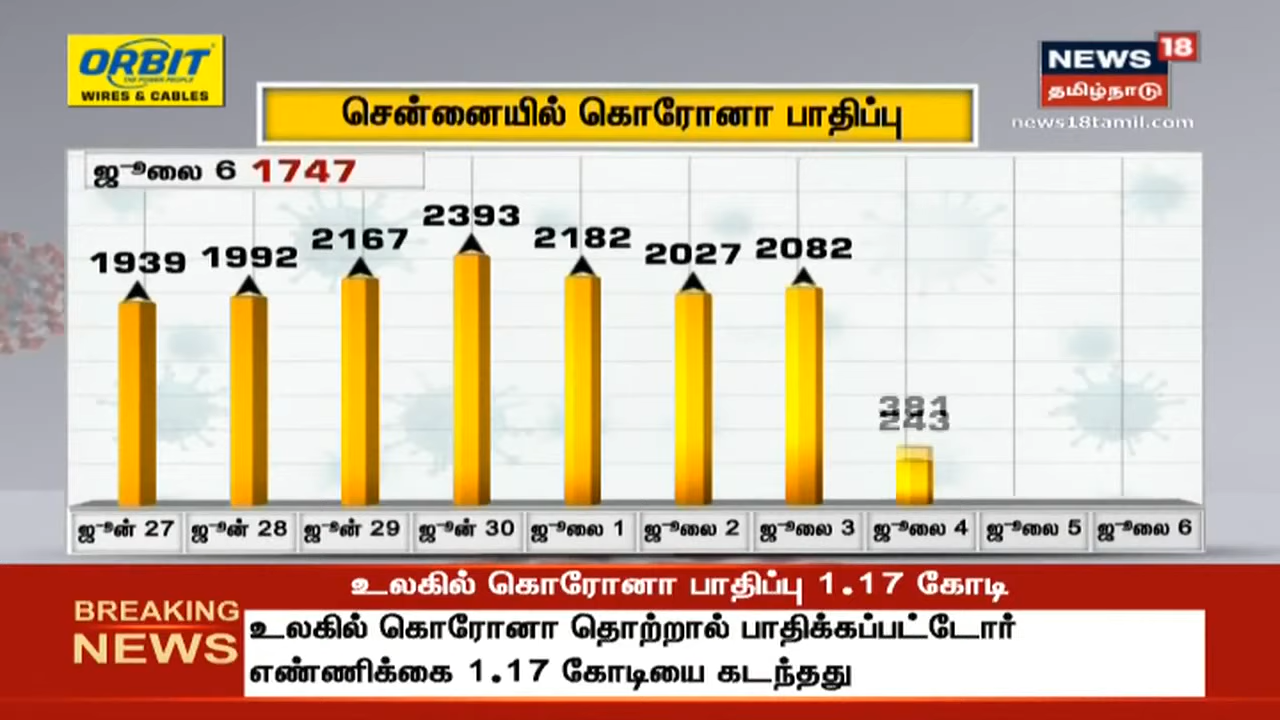 ORBIT
THE POWER PEOPLE
WIRES & CABLES
NEWS 18
தமிழ்நாடு
news18tamil.com
சென்னையில் கொரோனா பாதிப்பு
ஜூலை 6 1747
1939 1992 2167 2393 2182 2027 2082
ஜூன் 27 ஜூன் 28 ஜூன் 29 ஜூன் 30 ஜூலை 1 ஜூலை 2 ஜூலை 3 ஜூலை 4 ஜூலை 5 ஜூலை 6
உலகில் கொரோனா பாதிப்பு 1.17 கோடி
BREAKING
NEWS
உலகில் கொரோனா தொற்றால் பாதிக்கப்பட்டோர்
எண்ணிக்கை 1.17 கோடியை கடந்தது